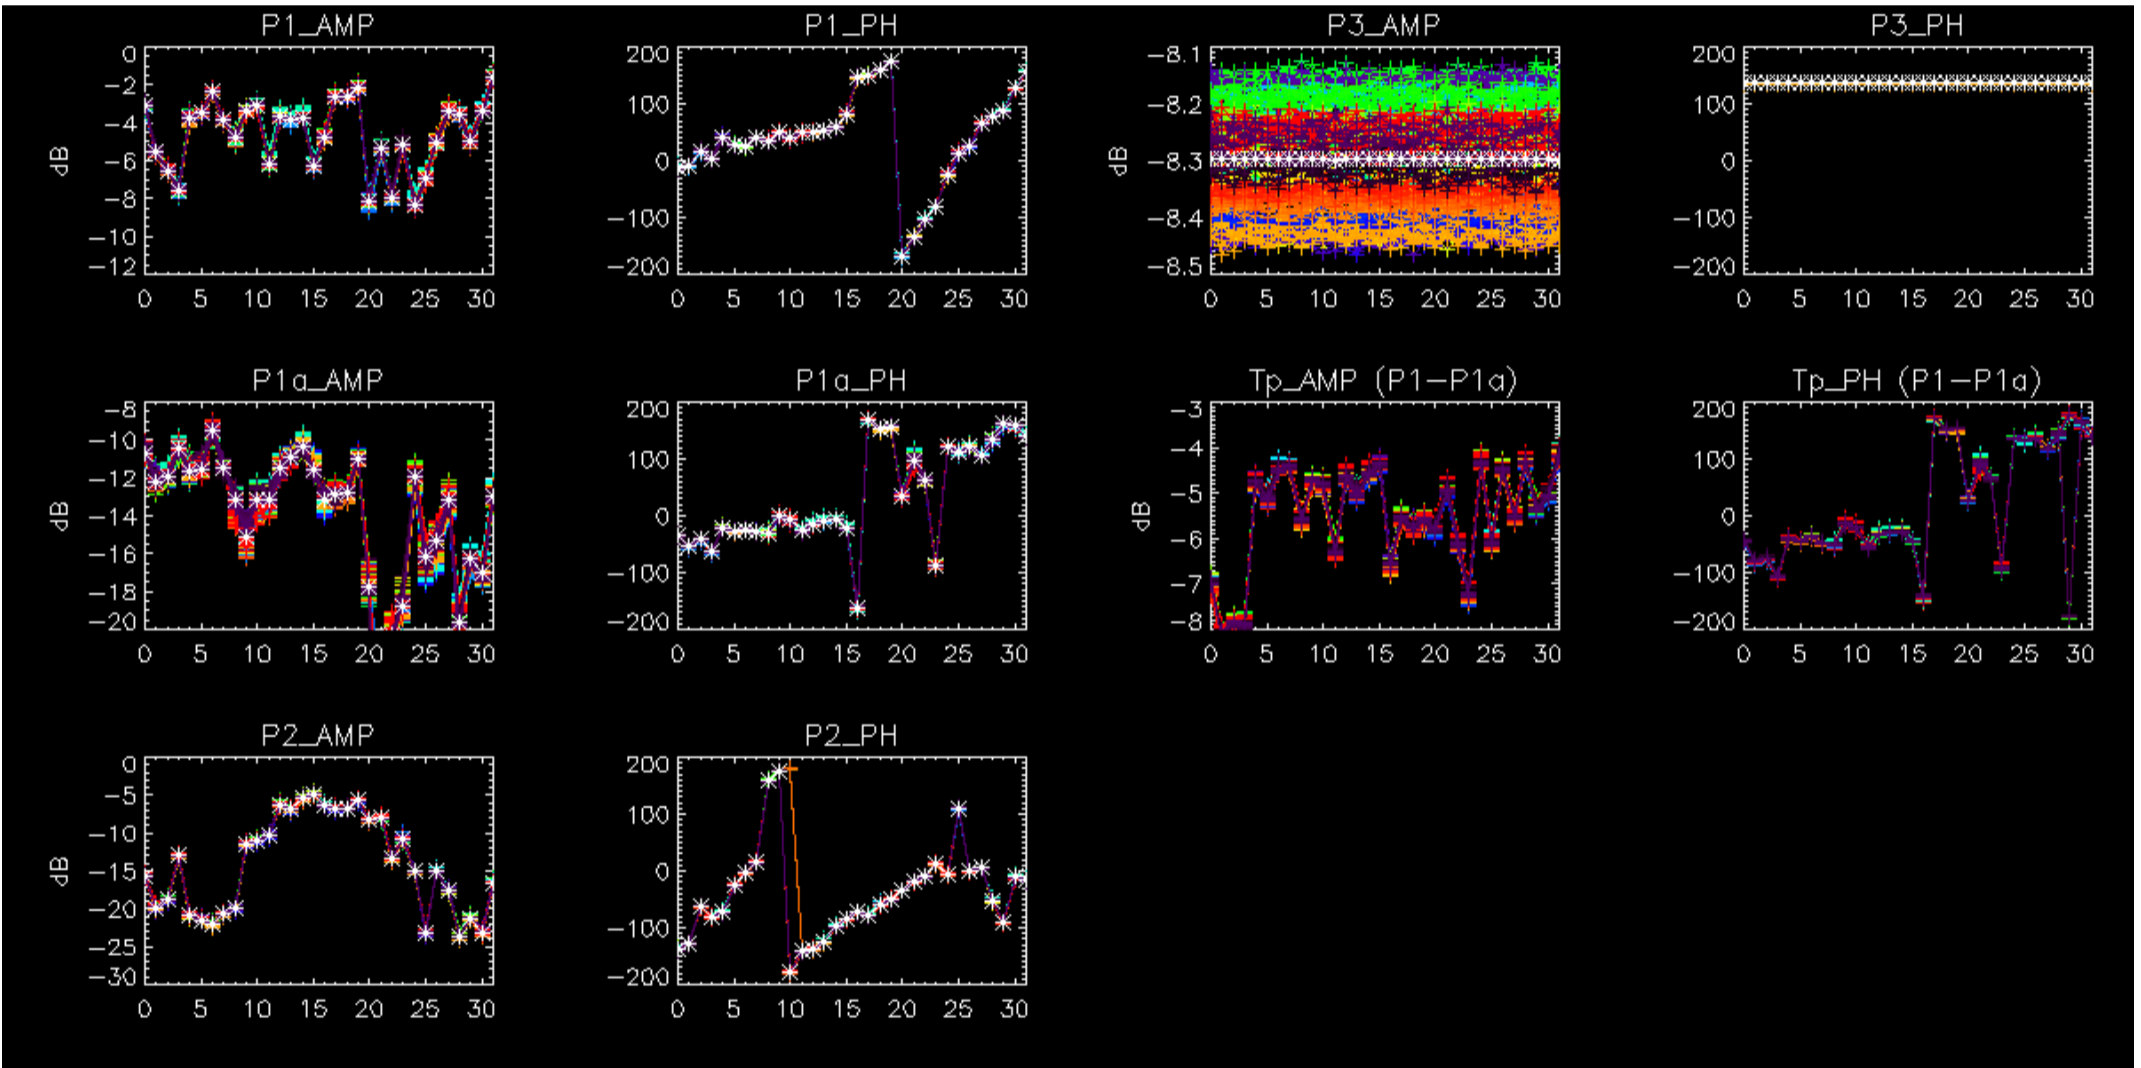 P1_AMP
0
−2
−4
−6
−8
−10
−12
dB
0 5 10 15 20 25 30
P1_PH
200
100
0
−100
−200
0 5 10 15 20 25 30
P3_AMP
−8.1
−8.2
−8.3
−8.4
−8.5
dB
0 5 10 15 20 25 30
P3_PH
200
100
0
−100
−200
0 5 10 15 20 25 30
P1a_AMP
−8
−10
−12
−14
−16
−18
−20
dB
0 5 10 15 20 25 30
P1a_PH
200
100
0
−100
−200
0 5 10 15 20 25 30
Tp_AMP (P1−P1a)
−3
−4
−5
−6
−7
−8
dB
0 5 10 15 20 25 30
Tp_PH (P1−P1a)
200
100
0
−100
−200
0 5 10 15 20 25 30
P2_AMP
0
−5
−10
−15
−20
−25
−30
dB
0 5 10 15 20 25 30
P2_PH
200
100
0
−100
−200
0 5 10 15 20 25 30